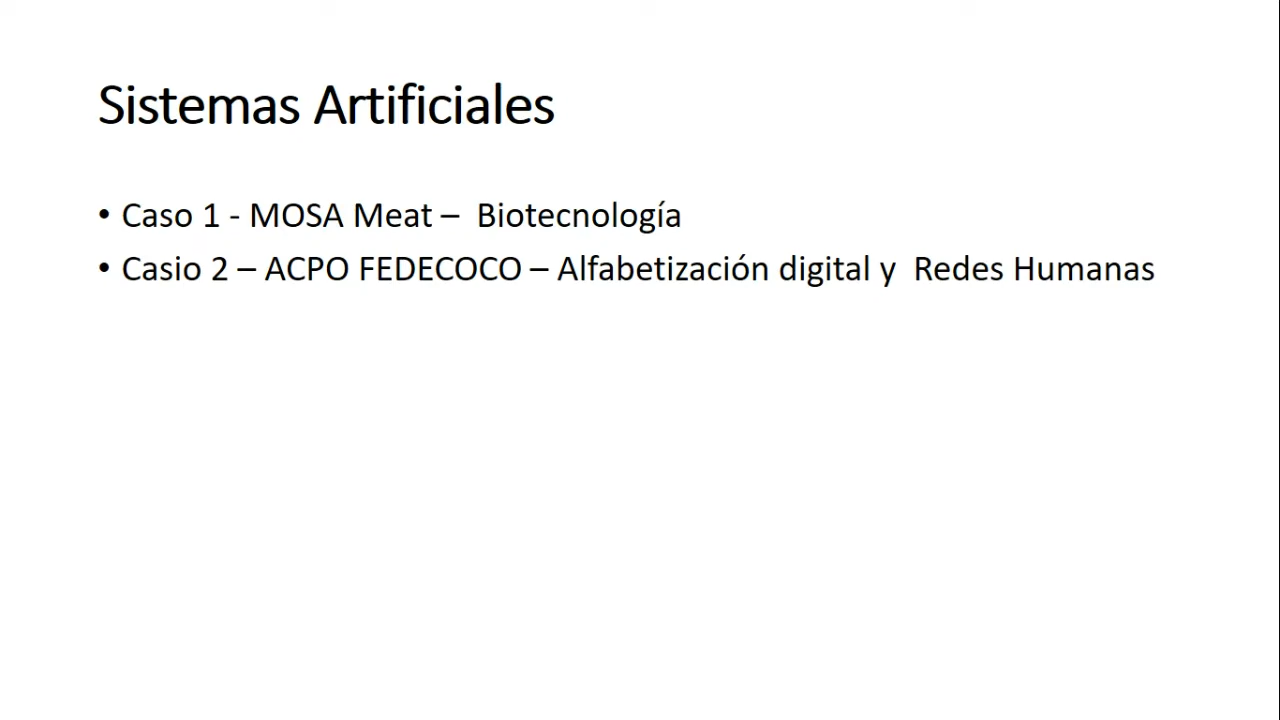 Sistemas Artificiales
• Caso 1 - MOSA Meat –  Biotecnología
• Casio 2 – ACPO FEDECOCO – Alfabetización digital y  Redes Humanas